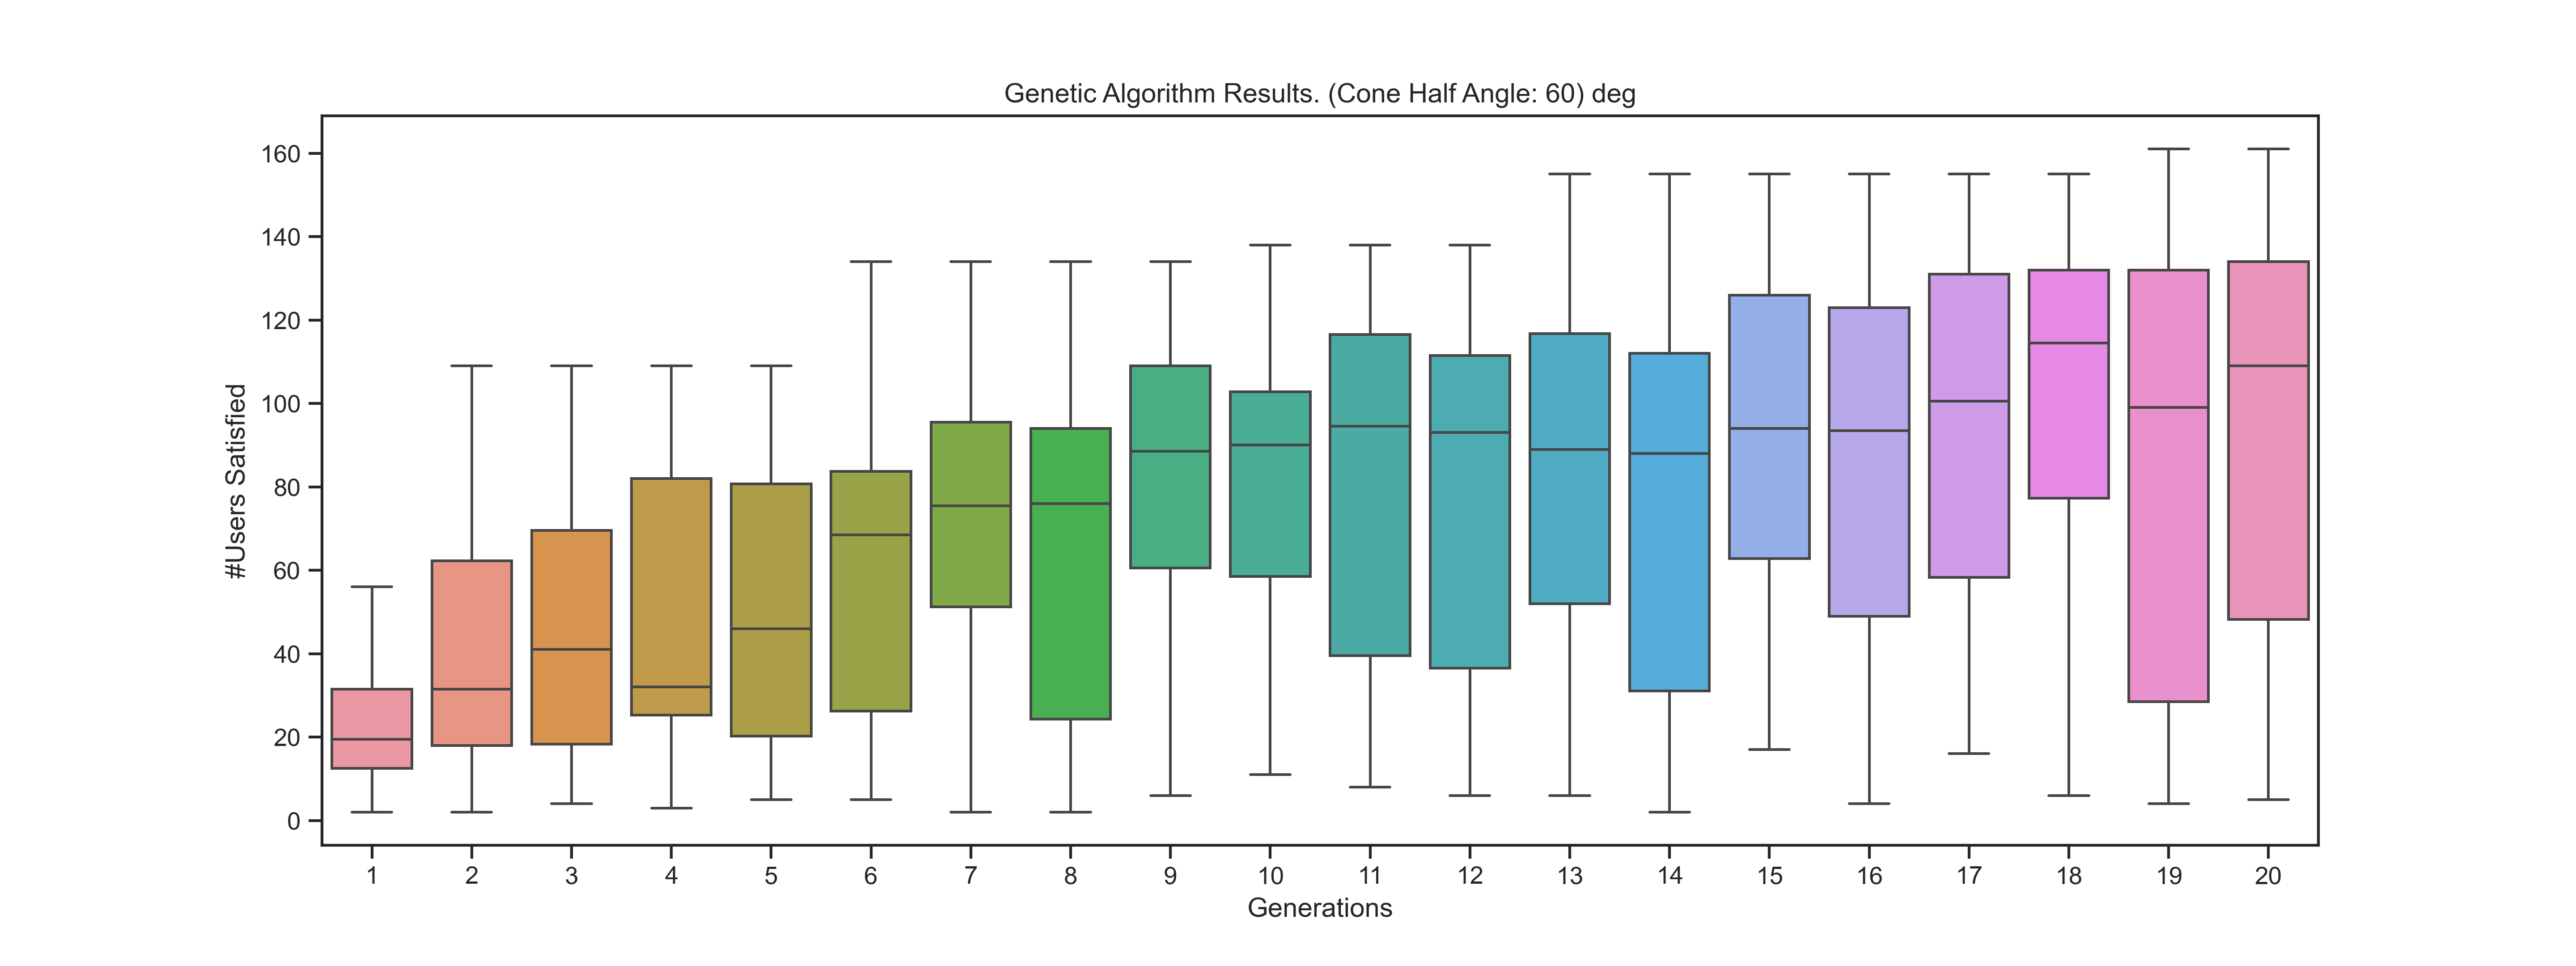 Genetic Algorithm Results. (Cone Half Angle: 60) deg
#Users Satisfied
160
140
120
100
80
60
40
20
0
1 2 3 4 5 6 7 8 9 10 11 12 13 14 15 16 17 18 19 20
Generations